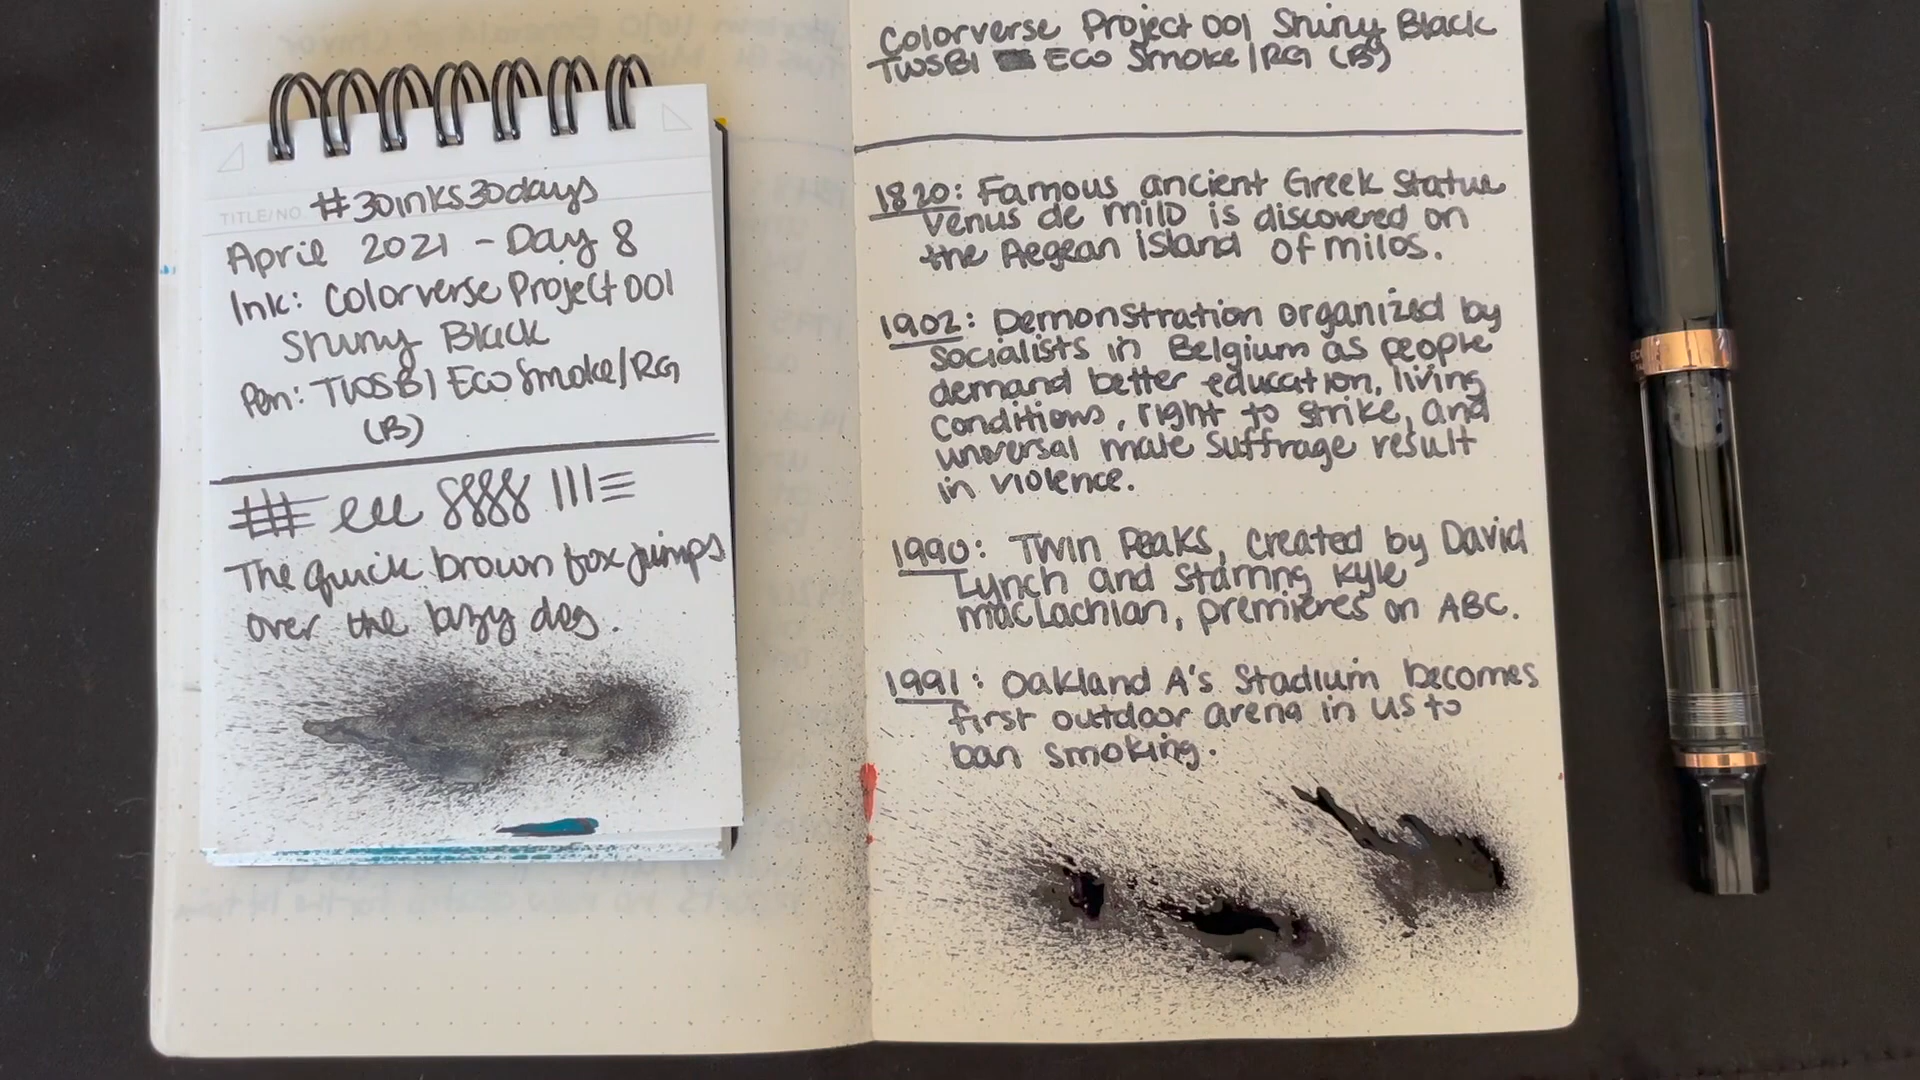 TITLE/NO. #30inks30days
April 2021 - Day 8
Ink: Colorverse Project 001
Shiny Black
Pen: TWSBI Eco Smoke/RG
(B)
The quick brown fox jumps
over the lazy dog.
Colorverse Project 001 Shiny Black
TWSBI Eco Smoke/RG (B)
1820: Famous ancient Greek statue
Venus de Milo is discovered on
the Aegean island of Milos.
1902: Demonstration organized by
socialists in Belgium as people
demand better education, living
conditions, right to strike, and
universal male suffrage result
in violence.
1990: Twin Peaks, created by David
Lynch and starring Kyle
MacLachlan, premieres on ABC.
1991: Oakland A's Stadium becomes
first outdoor arena in US to
ban smoking.